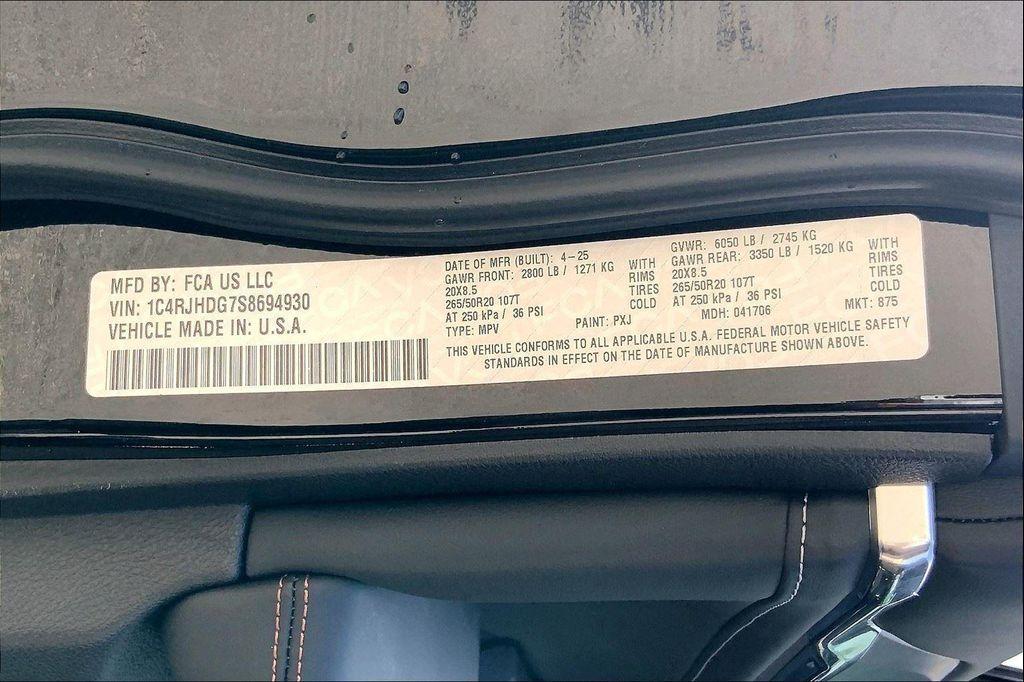 MFD BY: FCA US LLC
VIN: 1C4RJHDG7S8694930
VEHICLE MADE IN: U.S.A.
DATE OF MFR (BUILT): 4-25
GAWR FRONT: 2800 LB / 1271 KG WITH
20X8.5 RIMS
265/50R20 107T TIRES
AT 250 kPa / 36 PSI COLD
TYPE: MPV PAINT: PXJ
GVWR: 6050 LB / 2745 KG
GAWR REAR: 3350 LB / 1520 KG WITH
20X8.5 RIMS
265/50R20 107T TIRES
AT 250 kPa / 36 PSI COLD
MDH: 041706 MKT: 875
THIS VEHICLE CONFORMS TO ALL APPLICABLE U.S.A. FEDERAL MOTOR VEHICLE SAFETY
STANDARDS IN EFFECT ON THE DATE OF MANUFACTURE SHOWN ABOVE.